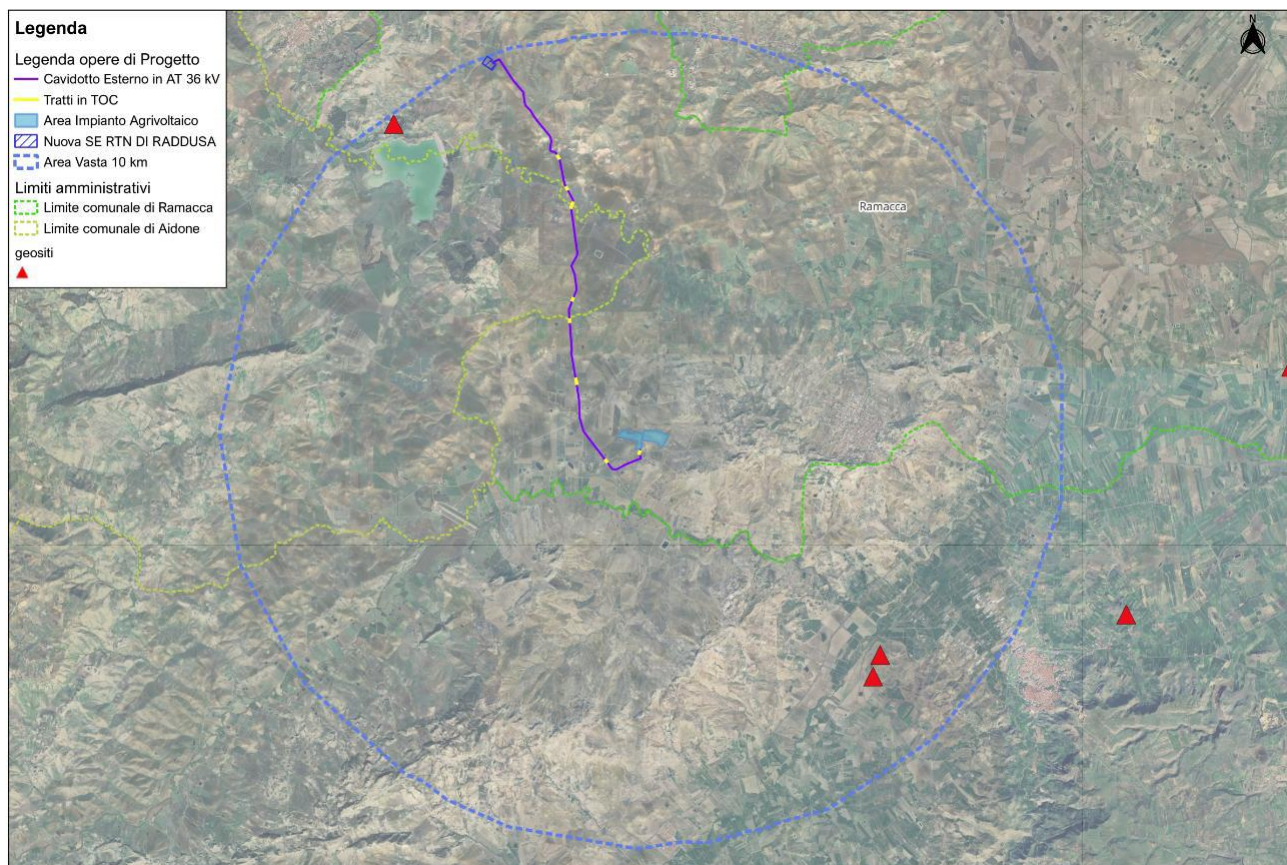 Legenda
Legenda opere di Progetto
Cavidotto Esterno in AT 36 kV
Tratti in TOC
Area Impianto Agrivoltaico
Nuova SE RTN DI RADDUSA
Area Vasta 10 km
Limiti amministrativi
Limite comunale di Ramacca
Limite comunale di Aidone
geositi
N
Ramacca